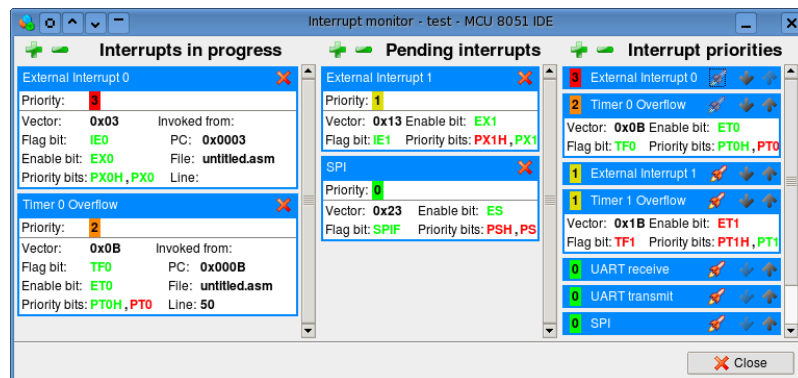 Interrupt monitor - test - MCU 8051 IDE
Interrupts in progress
External Interrupt 0
Priority: 3
Vector: 0x03 Invoked from:
Flag bit: IE0 PC: 0x0003
Enable bit: EX0 File: untitled.asm
Priority bits: PX0H , PX0 Line:
Timer 0 Overflow
Priority: 2
Vector: 0x0B Invoked from:
Flag bit: TF0 PC: 0x000B
Enable bit: ET0 File: untitled.asm
Priority bits: PT0H , PT0 Line: 50
Pending interrupts
External Interrupt 1
Priority: 1
Vector: 0x13 Enable bit: EX1
Flag bit: IE1 Priority bits: PX1H , PX1
SPI
Priority: 0
Vector: 0x23 Enable bit: ES
Flag bit: SPIF Priority bits: PSH , PS
Interrupt priorities
3 External Interrupt 0
2 Timer 0 Overflow
Vector: 0x0B Enable bit: ET0
Flag bit: TF0 Priority bits: PT0H , PT0
1 External Interrupt 1
1 Timer 1 Overflow
Vector: 0x1B Enable bit: ET1
Flag bit: TF1 Priority bits: PT1H , PT1
0 UART receive
0 UART transmit
0 SPI
Close